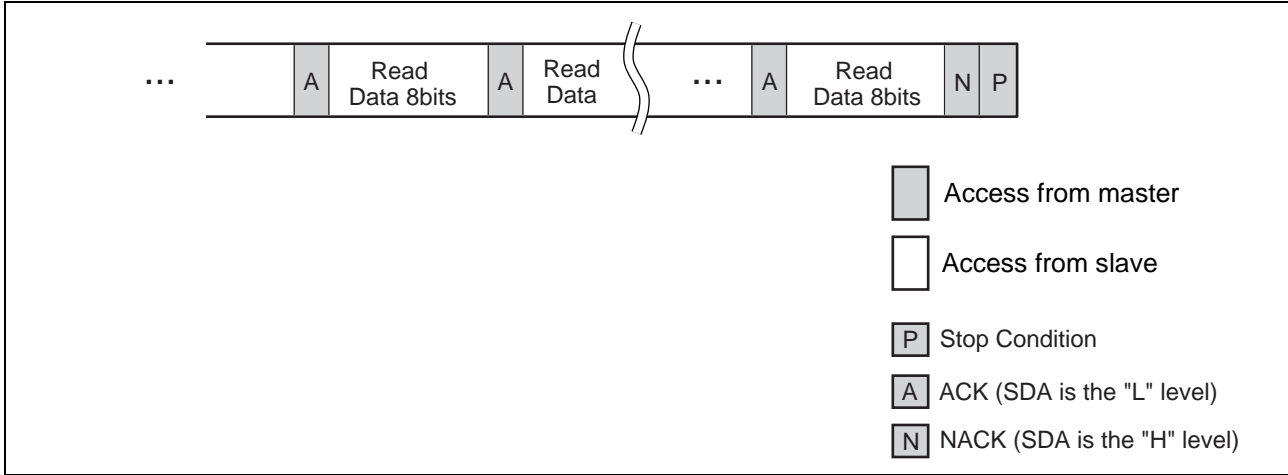 ... A Read Data 8bits A Read Data ... A Read Data 8bits N P
Access from master
Access from slave
P Stop Condition
A ACK (SDA is the "L" level)
N NACK (SDA is the "H" level)